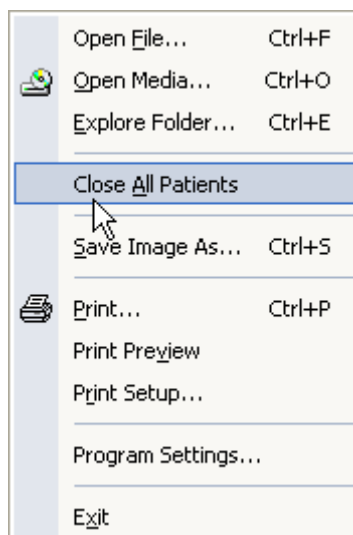 Open File... Ctrl+F
Open Media... Ctrl+O
Explore Folder... Ctrl+E
Close All Patients
Save Image As... Ctrl+S
Print... Ctrl+P
Print Preview
Print Setup...
Program Settings...
Exit